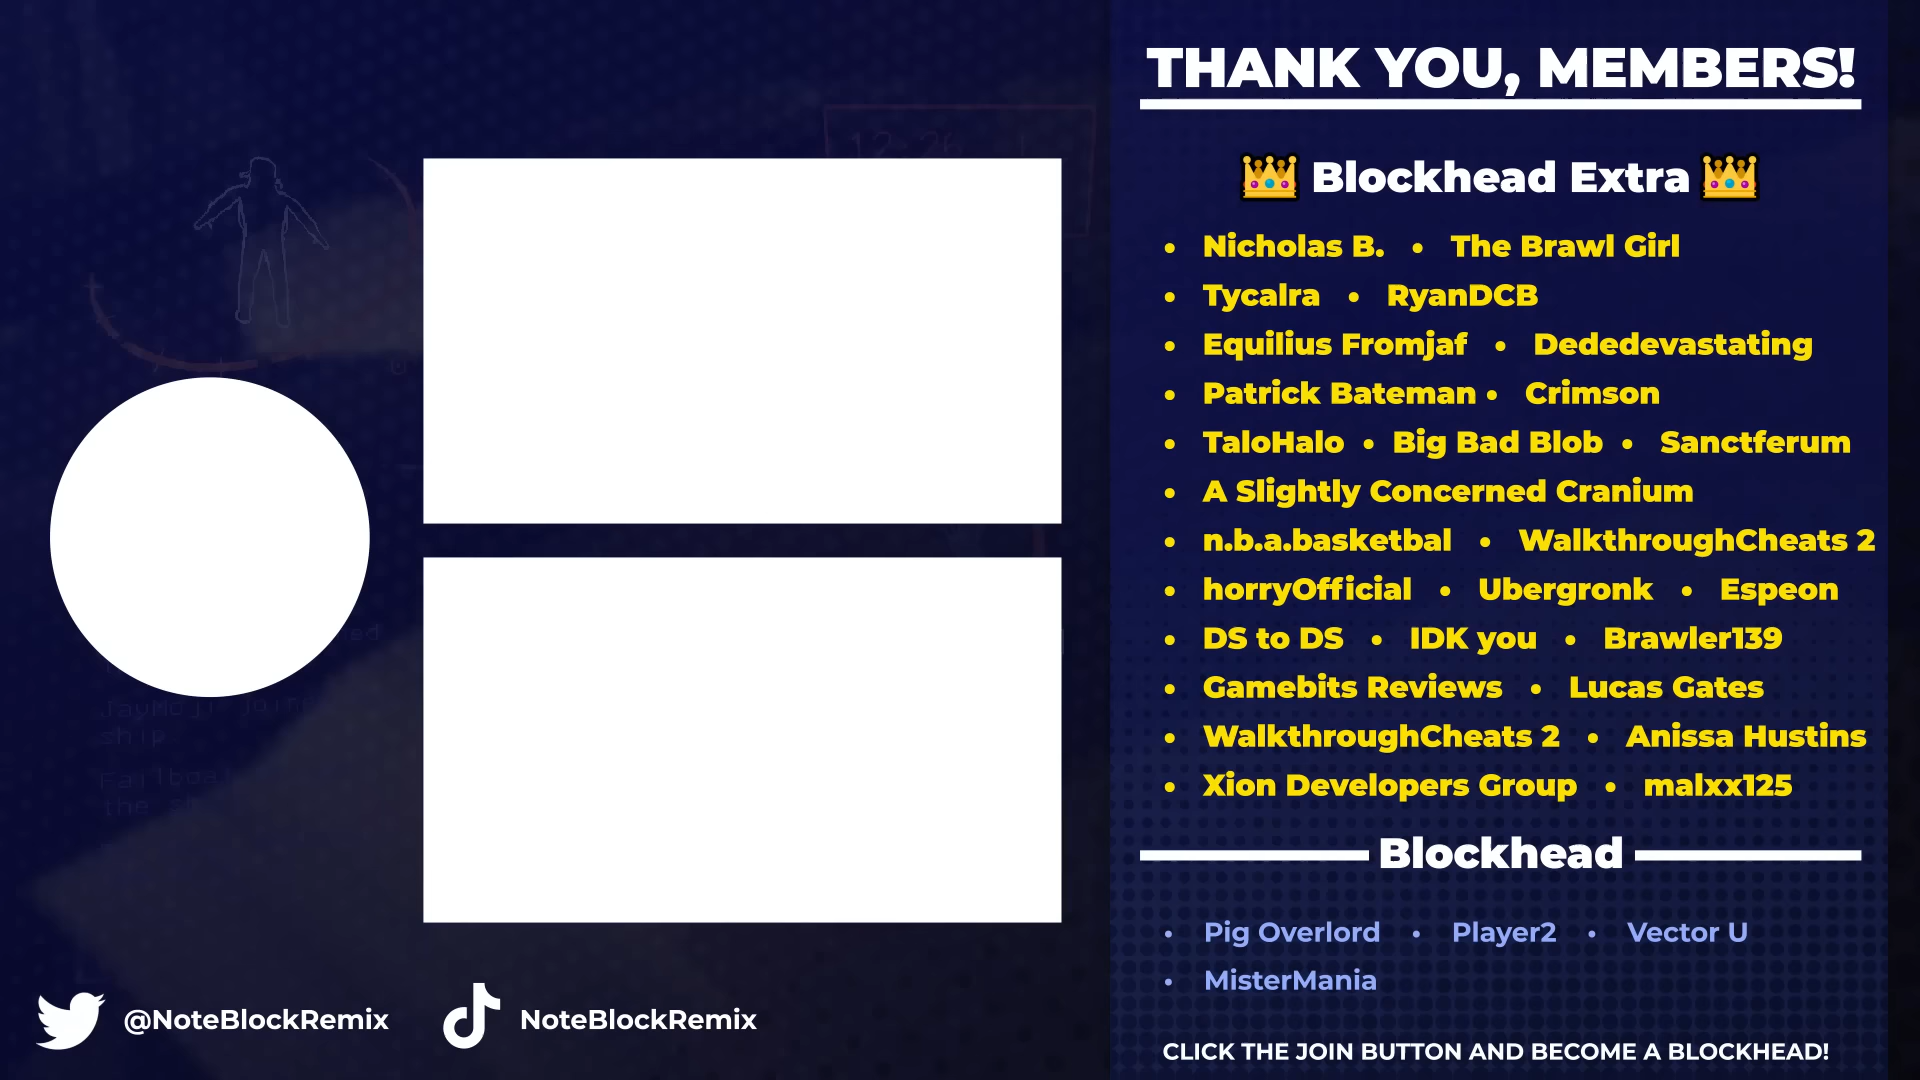 THANK YOU, MEMBERS!
Blockhead Extra
• Nicholas B. • The Brawl Girl
• Tycalra • RyanDCB
• Equilius Fromjaf • Dededevastating
• Patrick Bateman • Crimson
• TaloHalo • Big Bad Blob • Sanctferum
• A Slightly Concerned Cranium
• n.b.a.basketbal • WalkthroughCheats 2
• horryOfficial • Ubergronk • Espeon
• DS to DS • IDK you • Brawler139
• Gamebits Reviews • Lucas Gates
• WalkthroughCheats 2 • Anissa Hustins
• Xion Developers Group • malxx125
Blockhead
• Pig Overlord • Player2 • Vector U
• MisterMania
CLICK THE JOIN BUTTON AND BECOME A BLOCKHEAD!
12-26
@NoteBlockRemix
NoteBlockRemix